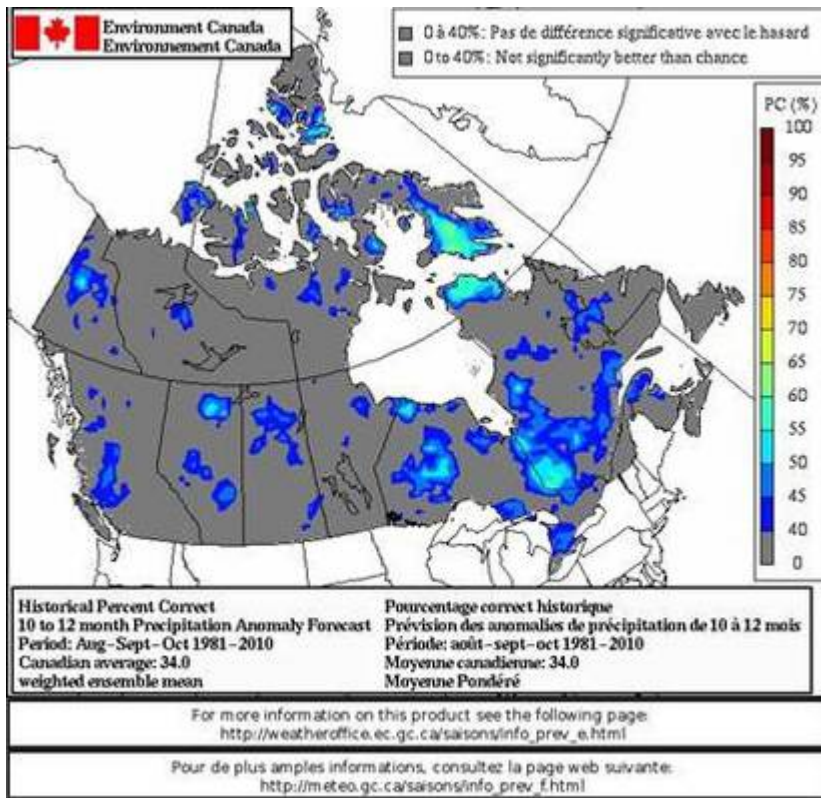 Environment Canada
Environnement Canada
0 à 40%: Pas de différence significative avec le hasard
0 to 40%: Not significantly better than chance
PC (%)
100
95
90
85
80
75
70
65
60
55
50
45
40
0
Historical Percent Correct
10 to 12 month Precipitation Anomaly Forecast
Period: Aug-Sept-Oct 1981-2010
Canadian average: 34.0
weighted ensemble mean
Pourcentage correct historique
Prévision des anomalies de précipitation de 10 à 12 mois
Période: août-sept-oct 1981-2010
Moyenne canadienne: 34.0
Moyenne Pondéré
For more information on this product see the following page:
http://weatheroffice.ec.gc.ca/saisons/info_prev_e.html
Pour de plus amples informations, consultez la page web suivante:
http://meteo.gc.ca/saisons/info_prev_f.html